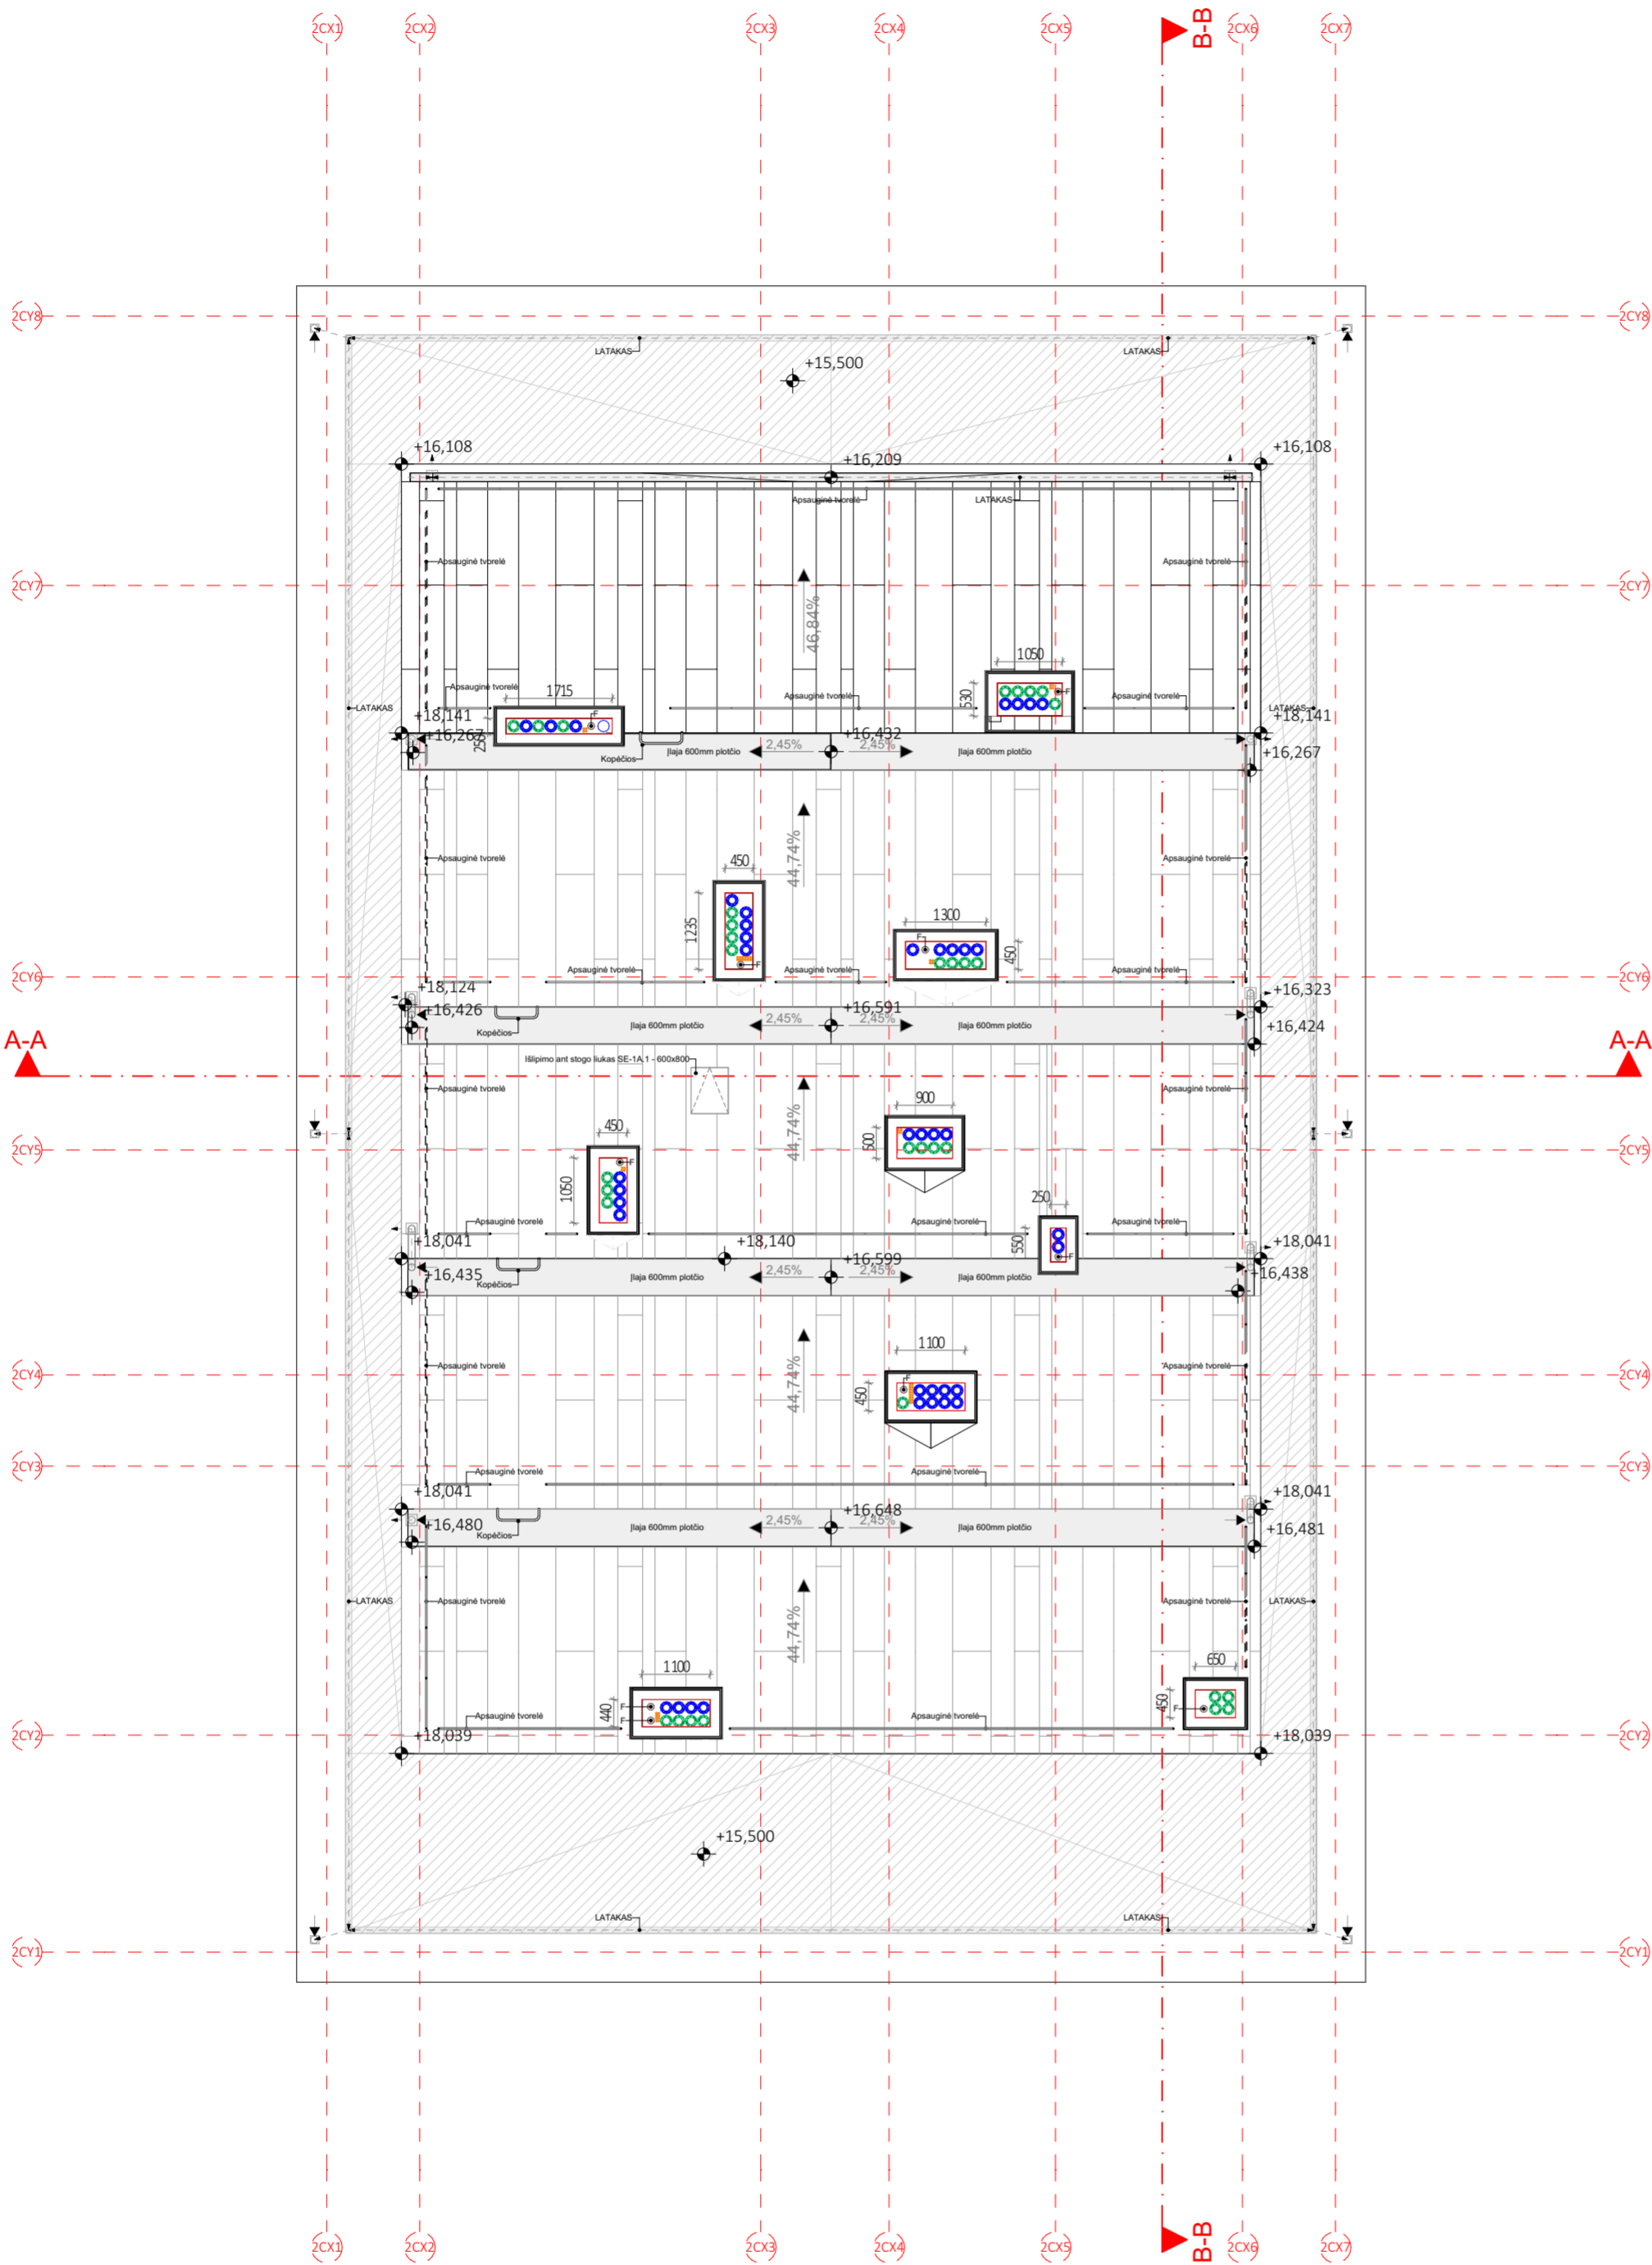 2CX1 2CX2 2CX3 2CX4 2CX5 B-B 2CX6 2CX7
2CY8 2CY8
LATAKAS LATAKAS
+15,500
+16,108 +16,209 +16,108
Apsauginė tvorelė LATAKAS
Apsauginė tvorelė Apsauginė tvorelė
2CY7 2CY7
46,84%
1050
Apsauginė tvorelė 1715 Apsauginė tvorelė 530 F Apsauginė tvorelė
LATAKAS F LATAKAS
+18,141 +18,141
+16,267 250 +16,432
Kopėčios Įlaja 600mm plotčio 2,45% 2,45% Įlaja 600mm plotčio +16,267
44,74%
Apsauginė tvorelė Apsauginė tvorelė
450
1235 1300
F 450
F
Apsauginė tvorelė Apsauginė tvorelė Apsauginė tvorelė
2CY6 2CY6
+18,124 +16,323
+16,426 +16,591
Kopėčios Įlaja 600mm plotčio 2,45% 2,45% Įlaja 600mm plotčio +16,424
A-A A-A
Išlipimo ant stogo liukas SE-1A.1 - 600x800
Apsauginė tvorelė Apsauginė tvorelė
44,74%
900
450 500
2CY5 2CY5
F
1050 250
Apsauginė tvorelė Apsauginė tvorelė Apsauginė tvorelė
550
+18,041 +18,140 F +18,041
+16,435 +16,599 +16,438
Kopėčios Įlaja 600mm plotčio 2,45% 2,45% Įlaja 600mm plotčio
44,74%
1100
Apsauginė tvorelė Apsauginė tvorelė
2CY4 2CY4
F
450
2CY3 2CY3
Apsauginė tvorelė Apsauginė tvorelė
+18,041 +18,041
+16,480 +16,648 +16,481
Kopėčios Įlaja 600mm plotčio 2,45% 2,45% Įlaja 600mm plotčio
44,74%
LATAKAS Apsauginė tvorelė Apsauginė tvorelė LATAKAS
1100 650
440 F 450
F F
Apsauginė tvorelė Apsauginė tvorelė
2CY2 +18,039 +18,039 2CY2
+15,500
LATAKAS LATAKAS
2CY1 2CY1
2CX1 2CX2 2CX3 2CX4 2CX5 B-B 2CX6 2CX7